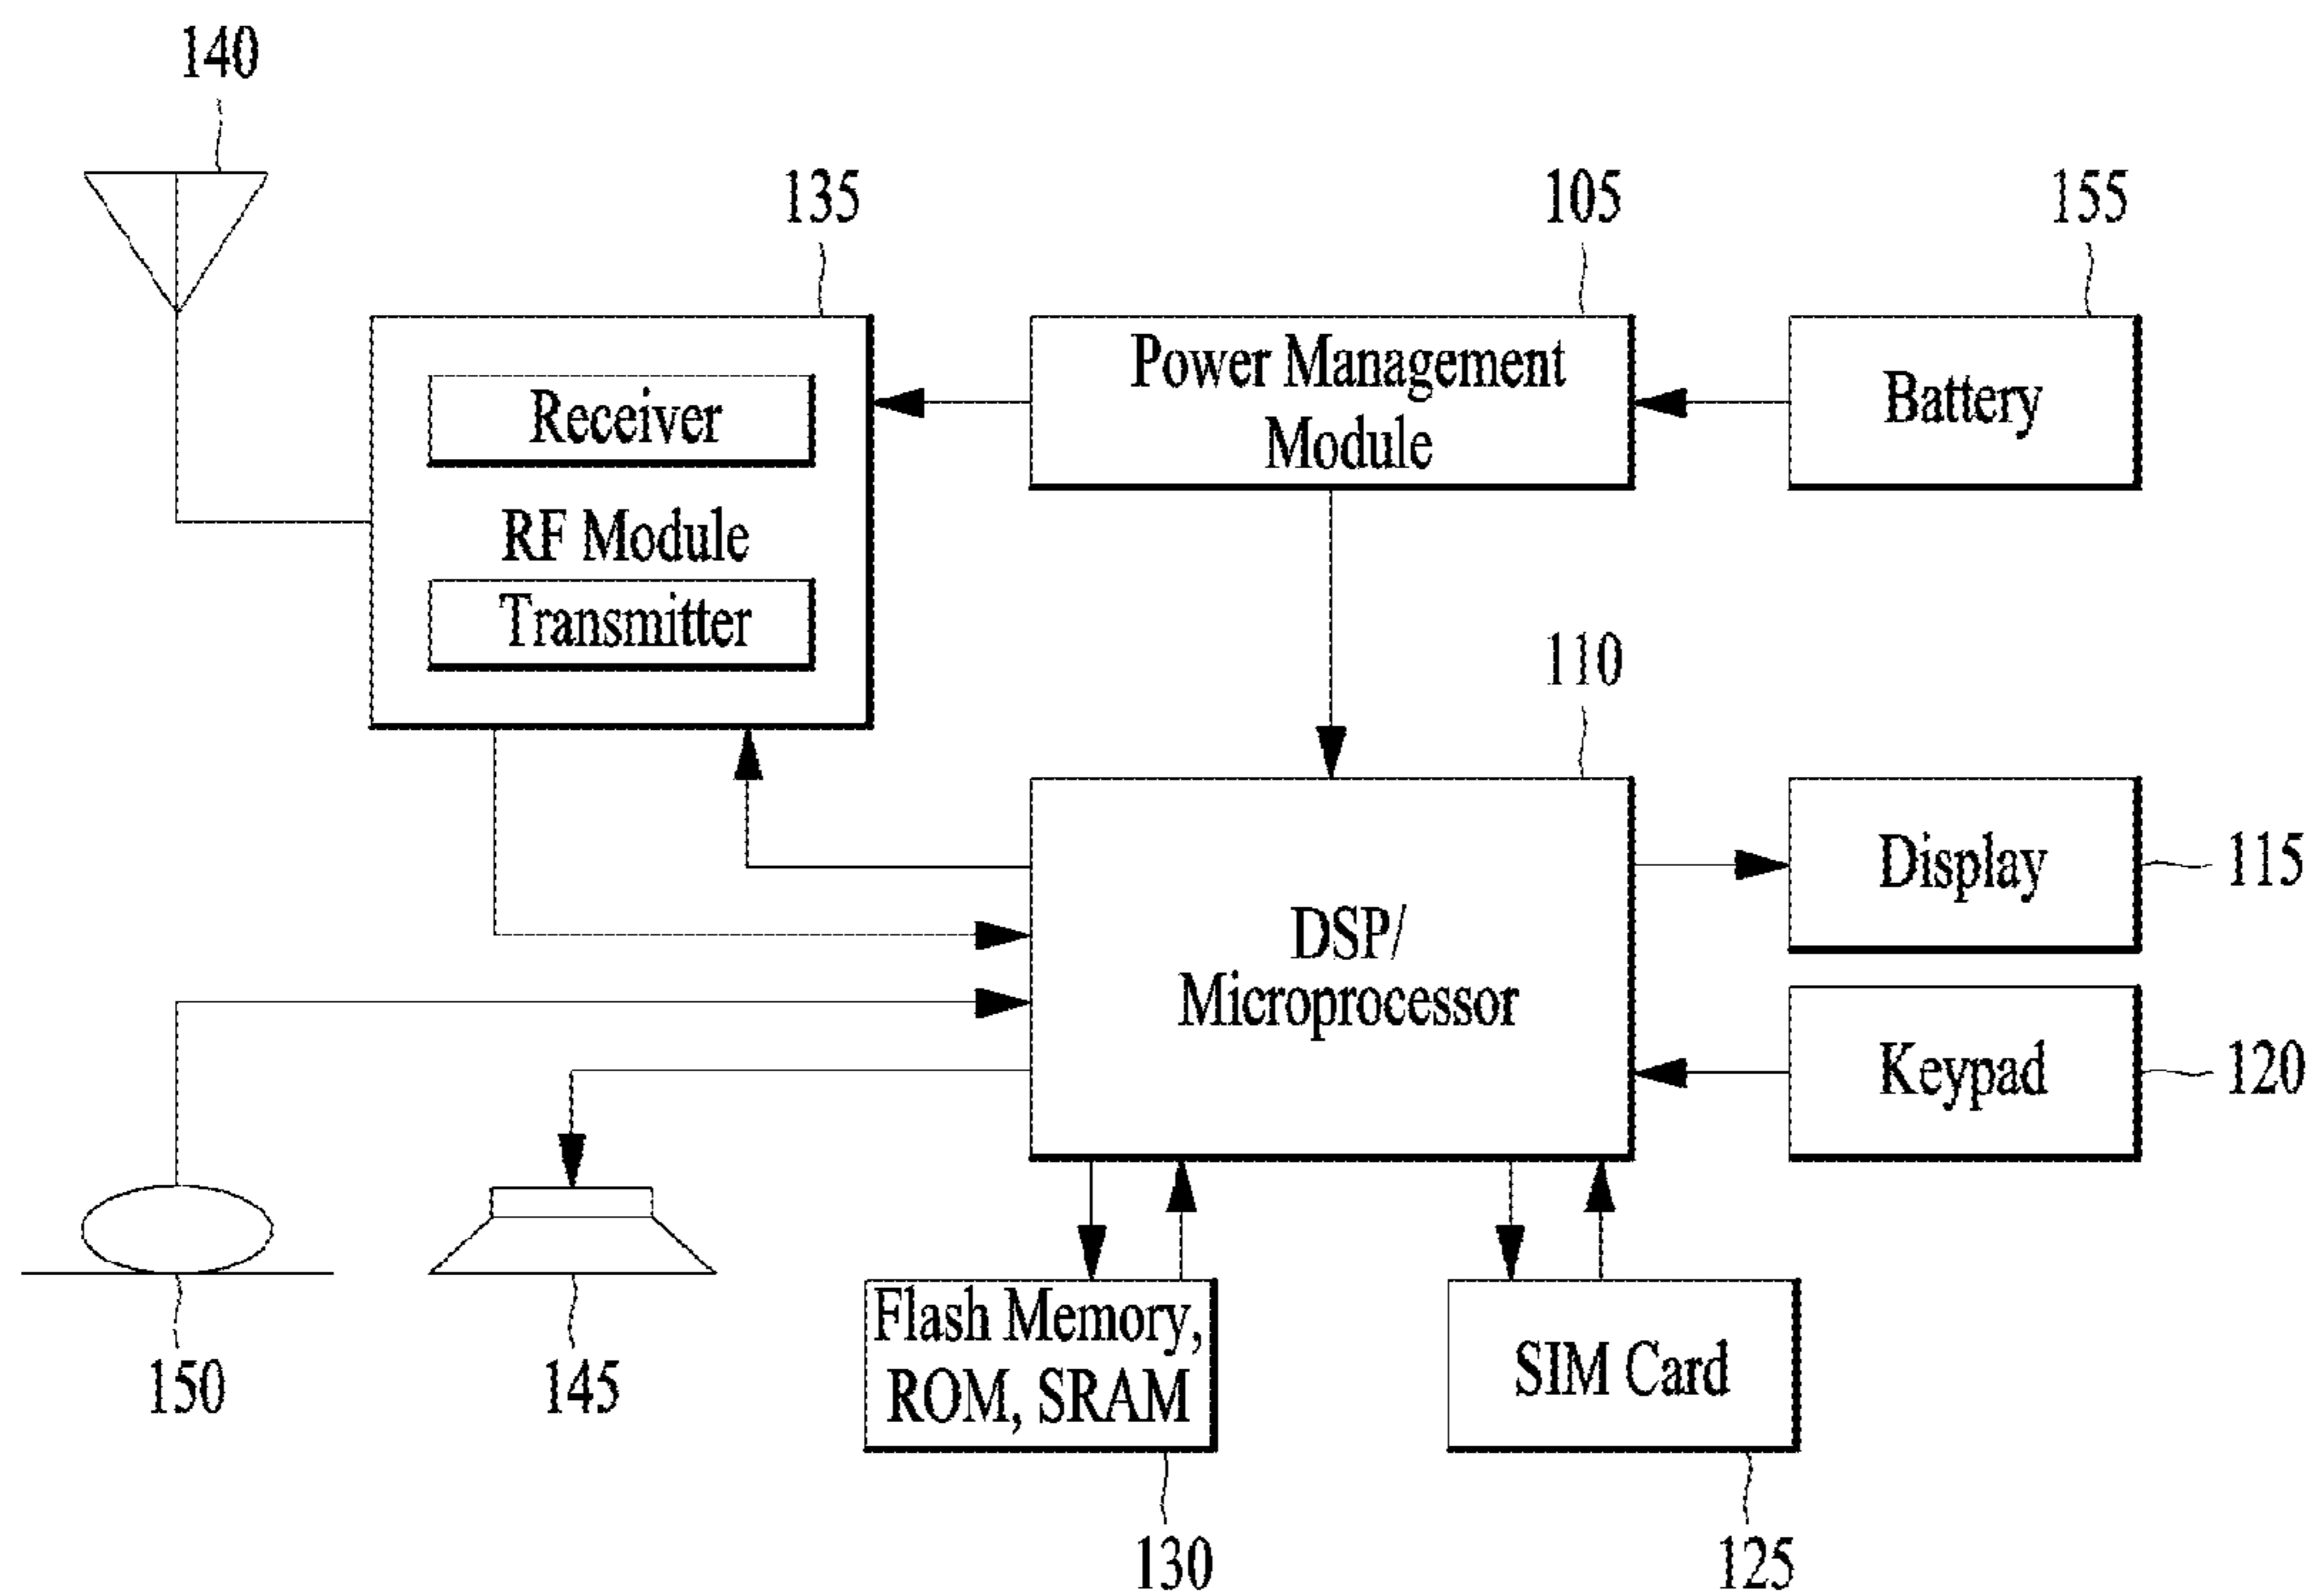 140
135
105
155
Receiver
RF Module
Transmitter
Power Management
Module
Battery
110
DSP/
Microprocessor
Display
115
Keypad
120
150
145
Flash Memory,
ROM, SRAM
SIM Card
130
125